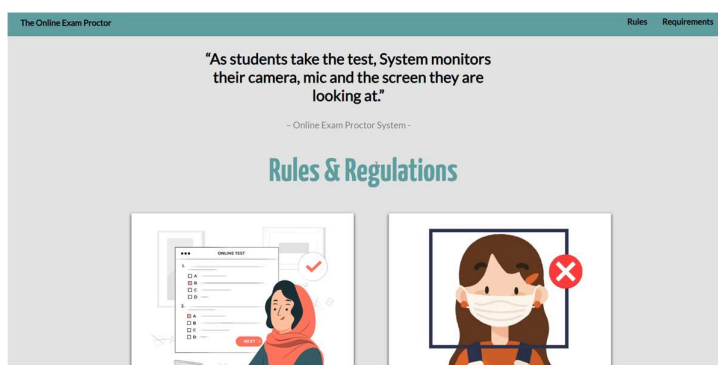 The Online Exam Proctor
Rules Requirements
“As students take the test, System monitors
their camera, mic and the screen they are
looking at.”
– Online Exam Proctor System -
Rules & Regulations
ONLINE TEST
1.
A
B
C
D
2.
A
B
C
D
NEXT